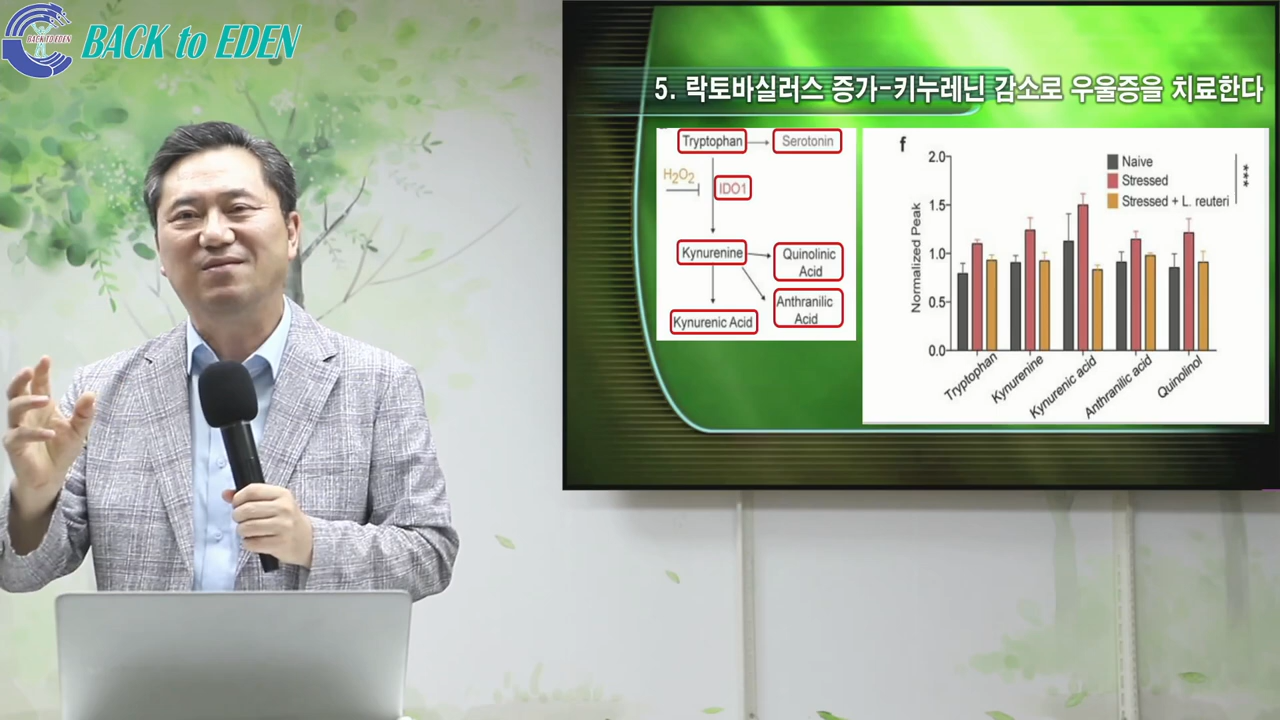 BACK TO EDEN
BACK to EDEN
5. 락토바실러스 증가-키누레닌 감소로 우울증을 치료한다
Tryptophan
Serotonin
H2O2
IDO1
Kynurenine
Quinolinic
Acid
Anthranilic
Acid
Kynurenic Acid
f
Normalized Peak
2.0
1.5
1.0
0.5
0.0
Naive
Stressed
Stressed + L. reuteri
***
Tryptophan
Kynurenine
Kynurenic acid
Anthranilic acid
Quinolinol